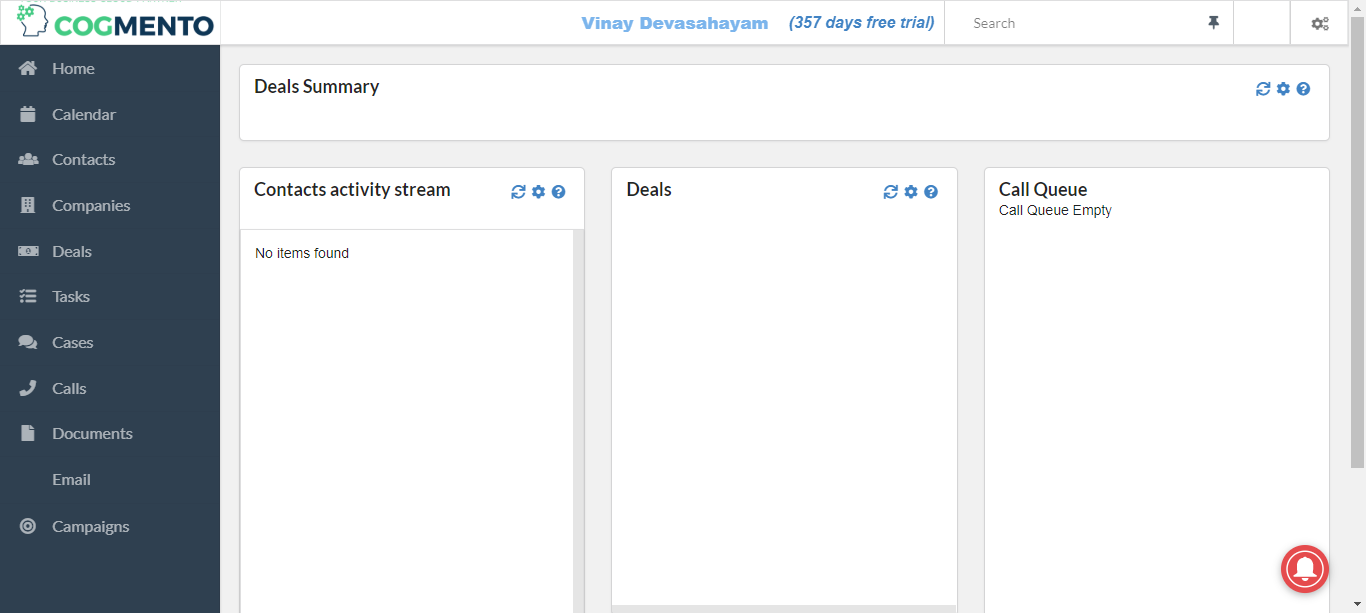 COGMENTO
Vinay Devasahayam (357 days free trial) Search
Home
Calendar
Contacts
Companies
Deals
Tasks
Cases
Calls
Documents
Email
Campaigns
Deals Summary
Contacts activity stream
No items found
Deals
Call Queue
Call Queue Empty